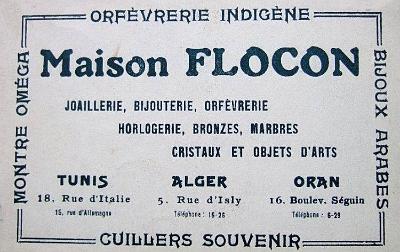 ORFÈVRERIE INDIGÈNE
MONTRE OMÉGA
BIJOUX ARABES
Maison FLOCON
JOAILLERIE, BIJOUTERIE, ORFÈVRERIE
HORLOGERIE, BRONZES, MARBRES
CRISTAUX ET OBJETS D'ARTS
TUNIS ALGER ORAN
18, Rue d'Italie 5, Rue d'Isly 16, Boulev. Séguin
15, rue d'Allemagne Téléphone : 16-26 Téléphone : 6-29
CUILLERS SOUVENIR